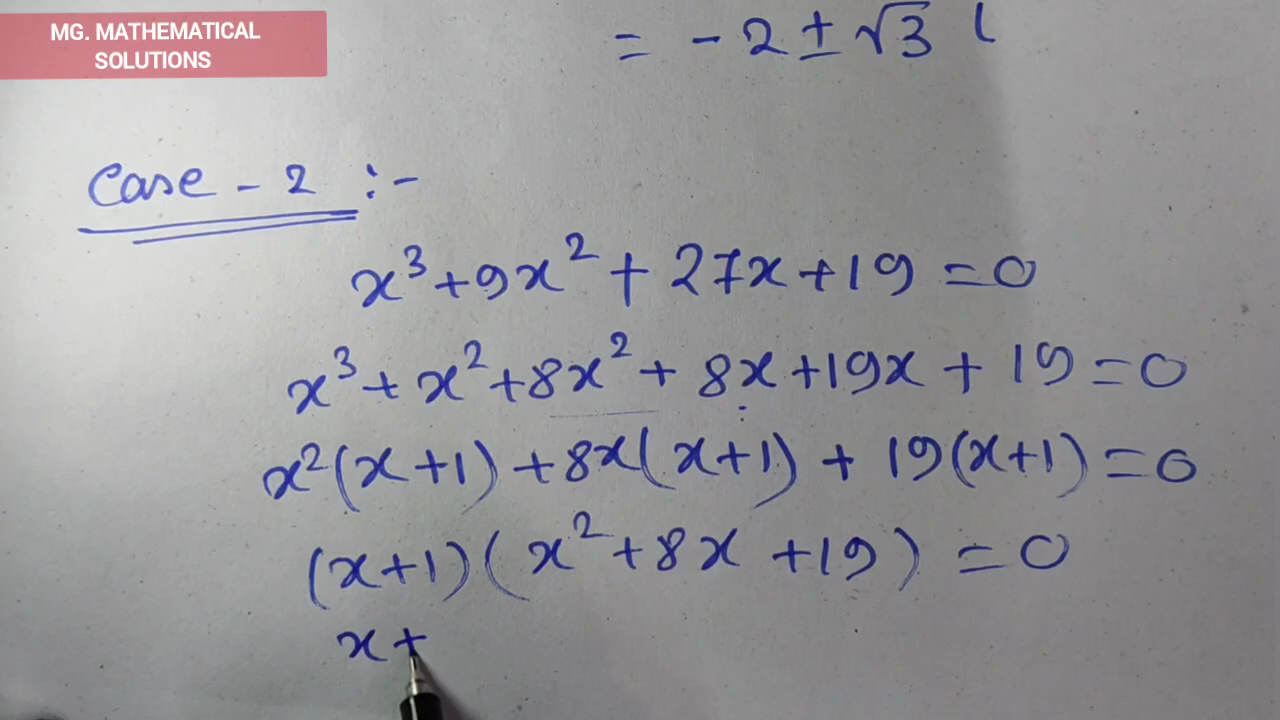 MG. MATHEMATICAL
SOLUTIONS
= -2 ± √3 i
Case - 2 :-
x³ + 9x² + 27x + 19 = 0
x³ + x² + 8x² + 8x + 19x + 19 = 0
x²(x+1) + 8x(x+1) + 19(x+1) = 0
(x+1)(x² + 8x + 19) = 0
x +